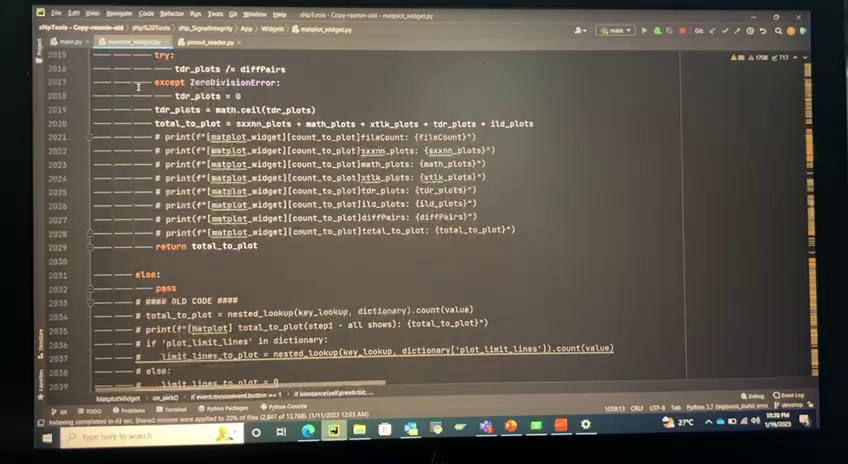 sNpTools - Copy-rasmin-old - matplot_widget.py
File Edit View Navigate Code Refactor Run Tools Git Window Help
sNpTools - Copy-rasmin-old sNp%20Tools sNp_SignalIntegrity App Widgets matplot_widget.py
main Git:
main.py matplot_widget.py pinout_reader.py
Project
88 1708 717
2015 try:
2016 tdr_plots /= diffPairs
2017 except ZeroDivisionError:
2018 tdr_plots = 0
2019 tdr_plots = math.ceil(tdr_plots)
2020 total_to_plot = sxxnn_plots + math_plots + xtlk_plots + tdr_plots + ild_plots
2021 # print(f"[matplot_widget][count_to_plot]fileCount: {fileCount}")
2022 # print(f"[matplot_widget][count_to_plot]sxxnn_plots: {sxxnn_plots}")
2023 # print(f"[matplot_widget][count_to_plot]math_plots: {math_plots}")
2024 # print(f"[matplot_widget][count_to_plot]xtlk_plots: {xtlk_plots}")
2025 # print(f"[matplot_widget][count_to_plot]tdr_plots: {tdr_plots}")
2026 # print(f"[matplot_widget][count_to_plot]ild_plots: {ild_plots}")
2027 # print(f"[matplot_widget][count_to_plot]diffPairs: {diffPairs}")
2028 # print(f"[matplot_widget][count_to_plot]total_to_plot: {total_to_plot}")
2029 return total_to_plot
2030
2031 else:
2032 pass
2033 # #### OLD CODE ####
2034 # total_to_plot = nested_lookup(key_lookup, dictionary).count(value)
2035 # print(f"[Matplot] total_to_plot(step1 - all shows): {total_to_plot}")
2036 # if 'plot_limit_lines' in dictionary:
2037 # limit_lines_to_plot = nested_lookup(key_lookup, dictionary['plot_limit_lines']).count(value)
2038 # else:
2039 # limit_lines_to_plot = 0
Structure
Favorites
MatplotWidget on_pick() if event.mouseevent.button == 1 if isinstance(self.prevArtist, ...
Git TODO Problems Terminal Python Packages Python Console Debug Event Log
Indexing completed in 43 sec. Shared were applied to 20% of files (2,847 of 13,768). (1/11/2023 12:03 AM) CRLF UTF-8 Tab Python 3.7 develop
Type here to search 27°C 10:20 PM
1/16/2023